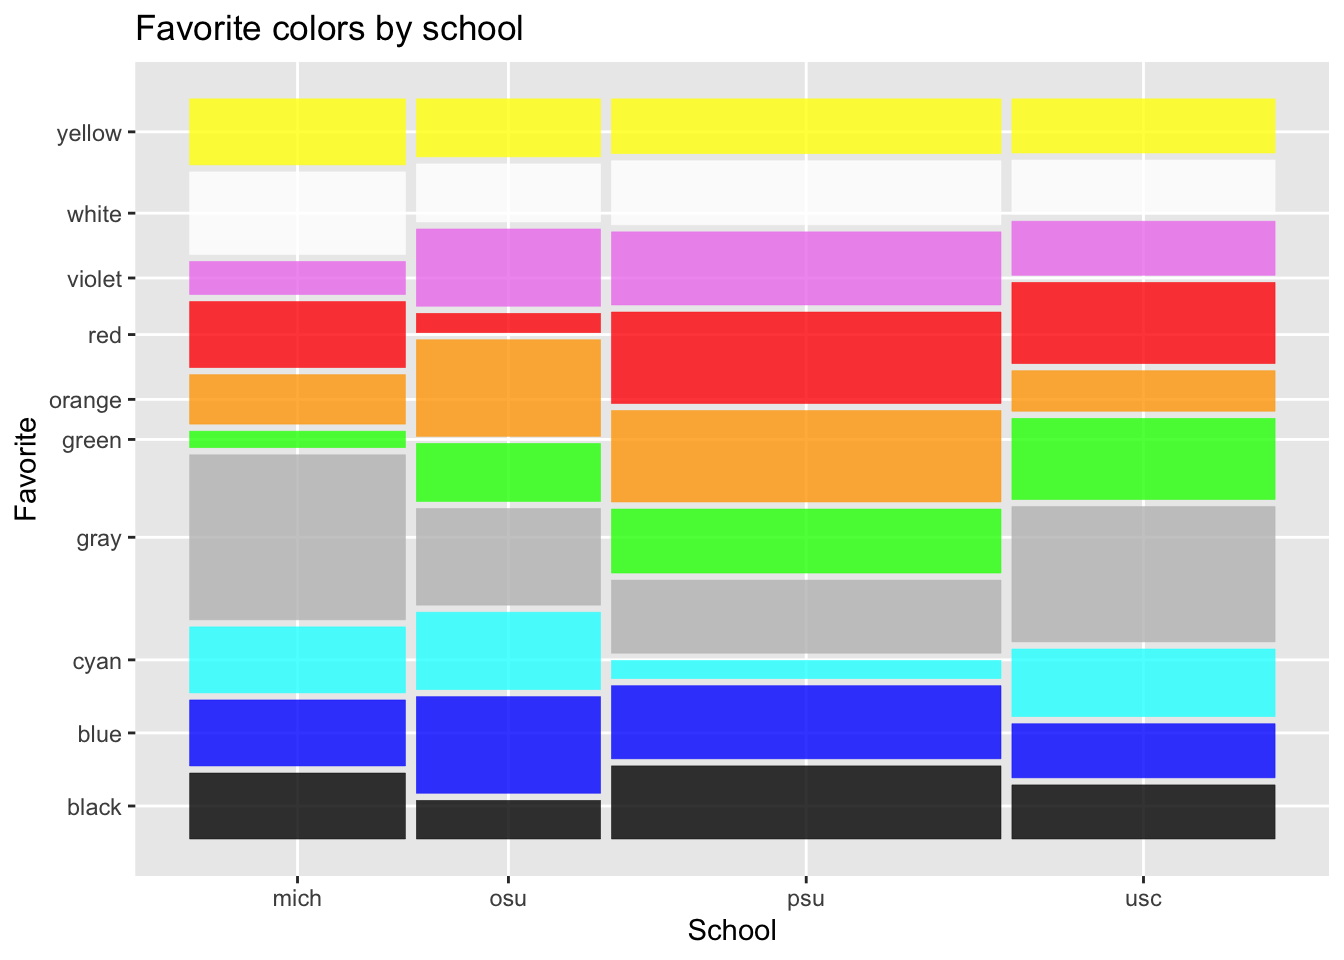 Favorite colors by school
yellow
white
violet
red
orange
green
gray
cyan
blue
black
Favorite
mich osu psu usc
School